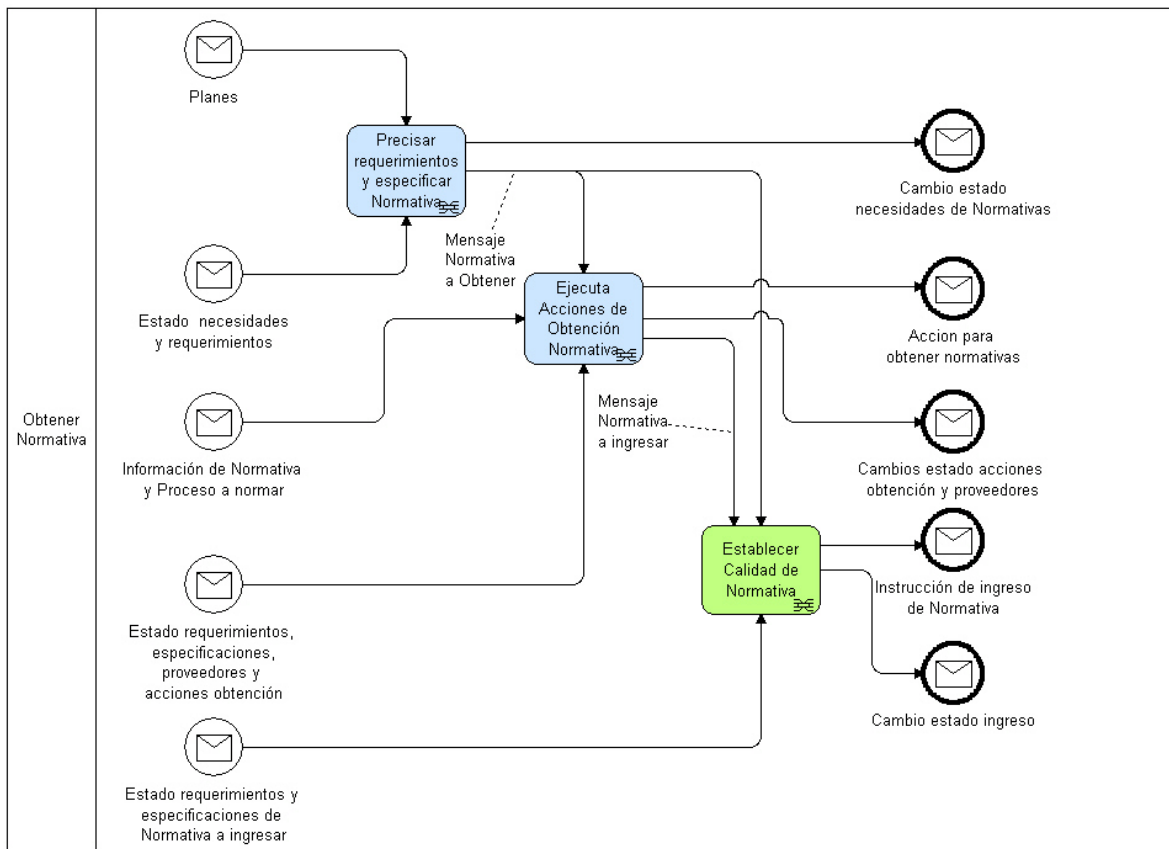 Obtener
Normativa
Planes
Precisar
requerimientos
y especificar
Normativa
Cambio estado
necesidades de Normativas
Mensaje
Normativa
a Obtener
Estado necesidades
y requerimientos
Ejecuta
Acciones de
Obtención
Normativa
Accion para
obtener normativas
Mensaje
Normativa
a ingresar
Información de Normativa
y Proceso a normar
Cambios estado acciones
obtención y proveedores
Establecer
Calidad de
Normativa
Instrucción de ingreso
de Normativa
Estado requerimientos,
especificaciones,
proveedores y
acciones obtención
Cambio estado ingreso
Estado requerimientos y
especificaciones de
Normativa a ingresar